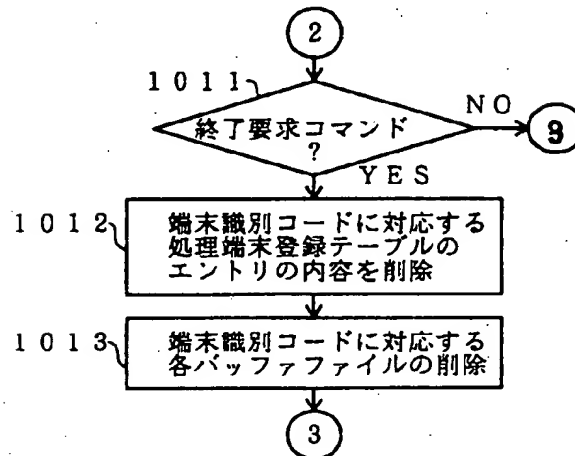 2
1011
終了要求コマンド
?
NO
3
YES
1012
端末識別コードに対応する
処理端末登録テーブルの
エントリの内容を削除
1013
端末識別コードに対応する
各バッファファイルの削除
3